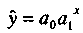 ŷ = a₀a₁ˣ